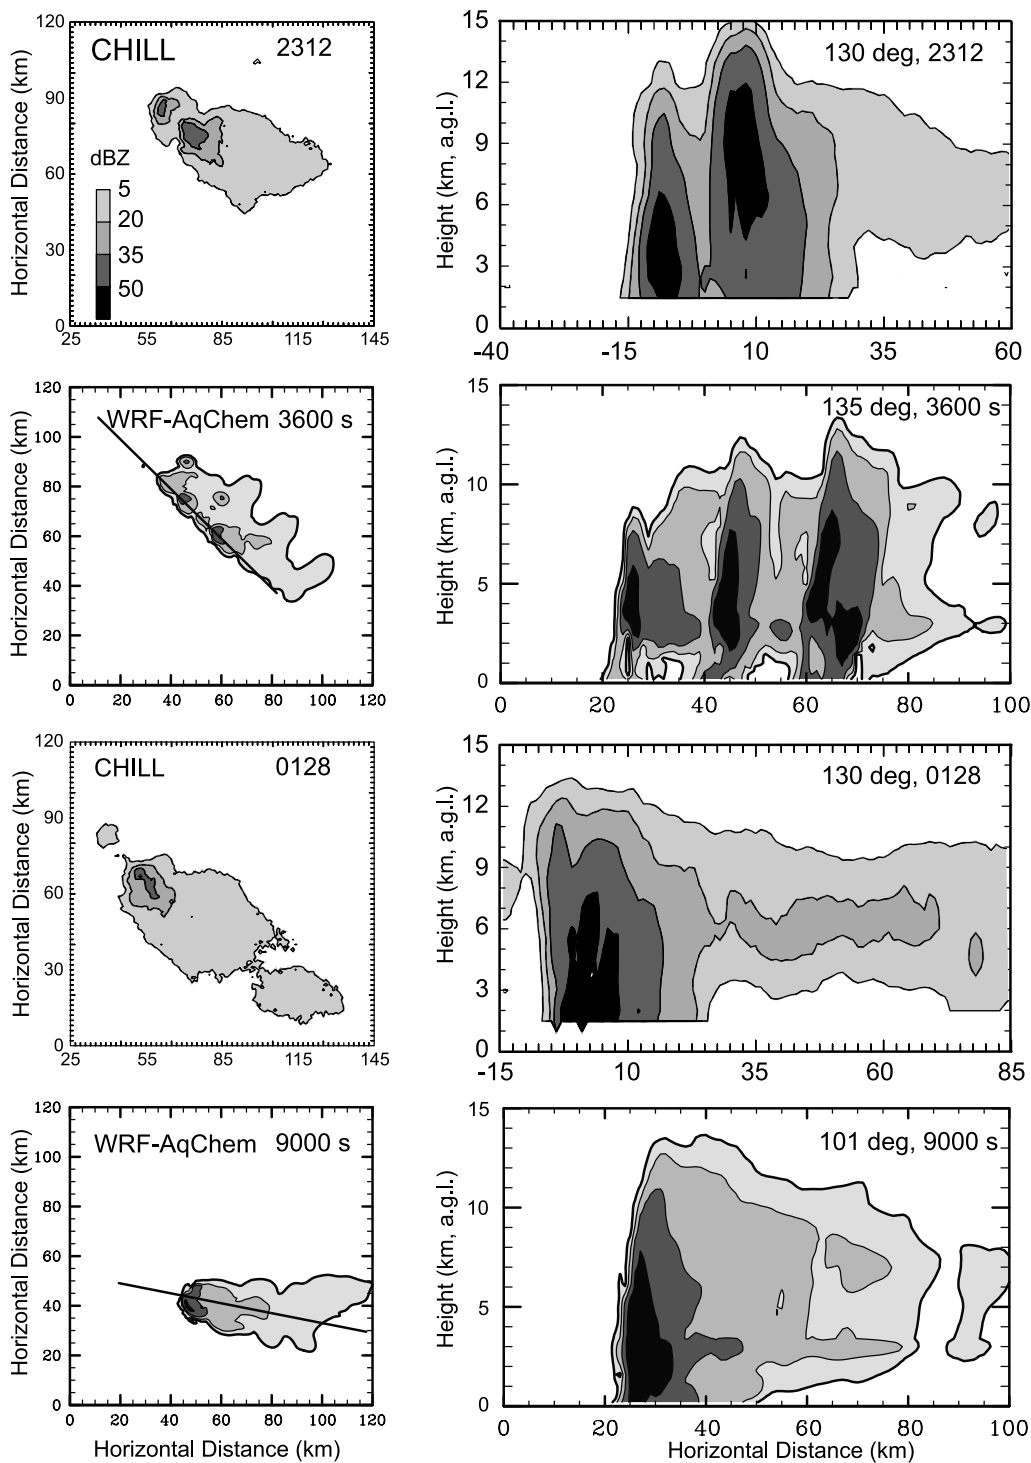 120
90
60
30
0
Horizontal Distance (km)
CHILL 2312
dBZ
5
20
35
50
25 55 85 115 145
15
12
9
6
3
0
Height (km, a.g.l.)
130 deg, 2312
-40 -15 10 35 60
120
100
80
60
40
20
0
Horizontal Distance (km)
WRF-AqChem 3600 s
0 20 40 60 80 100 120
15
10
5
0
Height (km, a.g.l.)
135 deg, 3600 s
0 20 40 60 80 100
120
90
60
30
0
Horizontal Distance (km)
CHILL 0128
25 55 85 115 145
15
12
9
6
3
0
Height (km, a.g.l.)
130 deg, 0128
-15 10 35 60 85
120
100
80
60
40
20
0
Horizontal Distance (km)
WRF-AqChem 9000 s
0 20 40 60 80 100 120
Horizontal Distance (km)
15
10
5
0
Height (km, a.g.l.)
101 deg, 9000 s
0 20 40 60 80 100
Horizontal Distance (km)